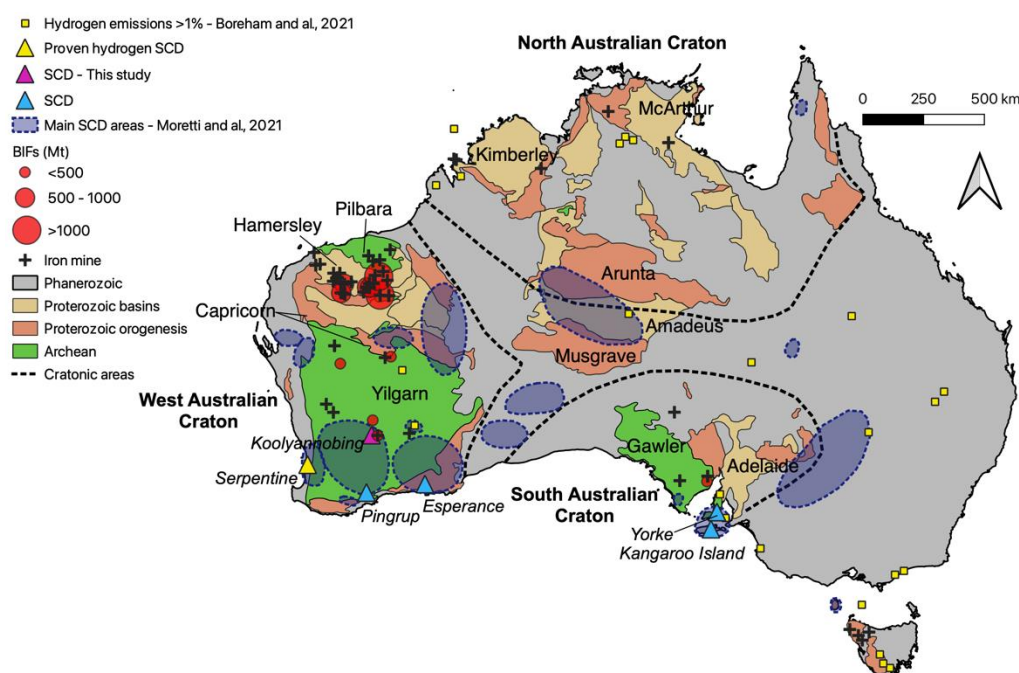 Hydrogen emissions >1% - Boreham and al., 2021
Proven hydrogen SCD
SCD - This study
SCD
Main SCD areas - Moretti and al., 2021
BIFs (Mt)
<500
500 - 1000
>1000
Iron mine
Phanerozoic
Proterozoic basins
Proterozoic orogenesis
Archean
Cratonic areas
North Australian Craton
0 250 500 km
McArthur
Kimberley
Pilbara
Hamersley
Arunta
Capricorn
Amadeus
Musgrave
Yilgarn
West Australian
Craton
Koolyannobing
Gawler
Adelaide
Serpentine
Esperance
South Australian
Craton
Pingrup
Yorke
Kangaroo Island